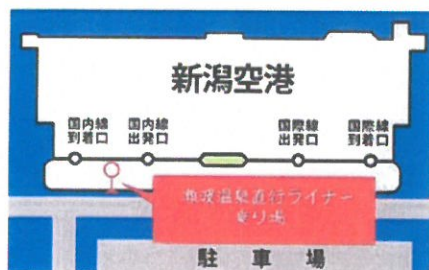 新潟空港
国内線
到着口
国内線
出発口
国際線
出発口
国際線
到着口
温泉直行ライナー
乗り場
駐車場